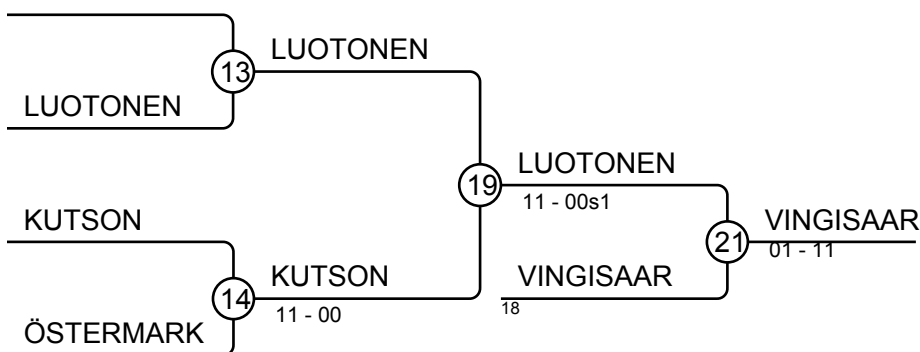 LUOTONEN
13
LUOTONEN
LUOTONEN
19
11 - 00s1
KUTSON
VINGISAAR
21
01 - 11
KUTSON
VINGISAAR
14
11 - 00
18
ÖSTERMARK